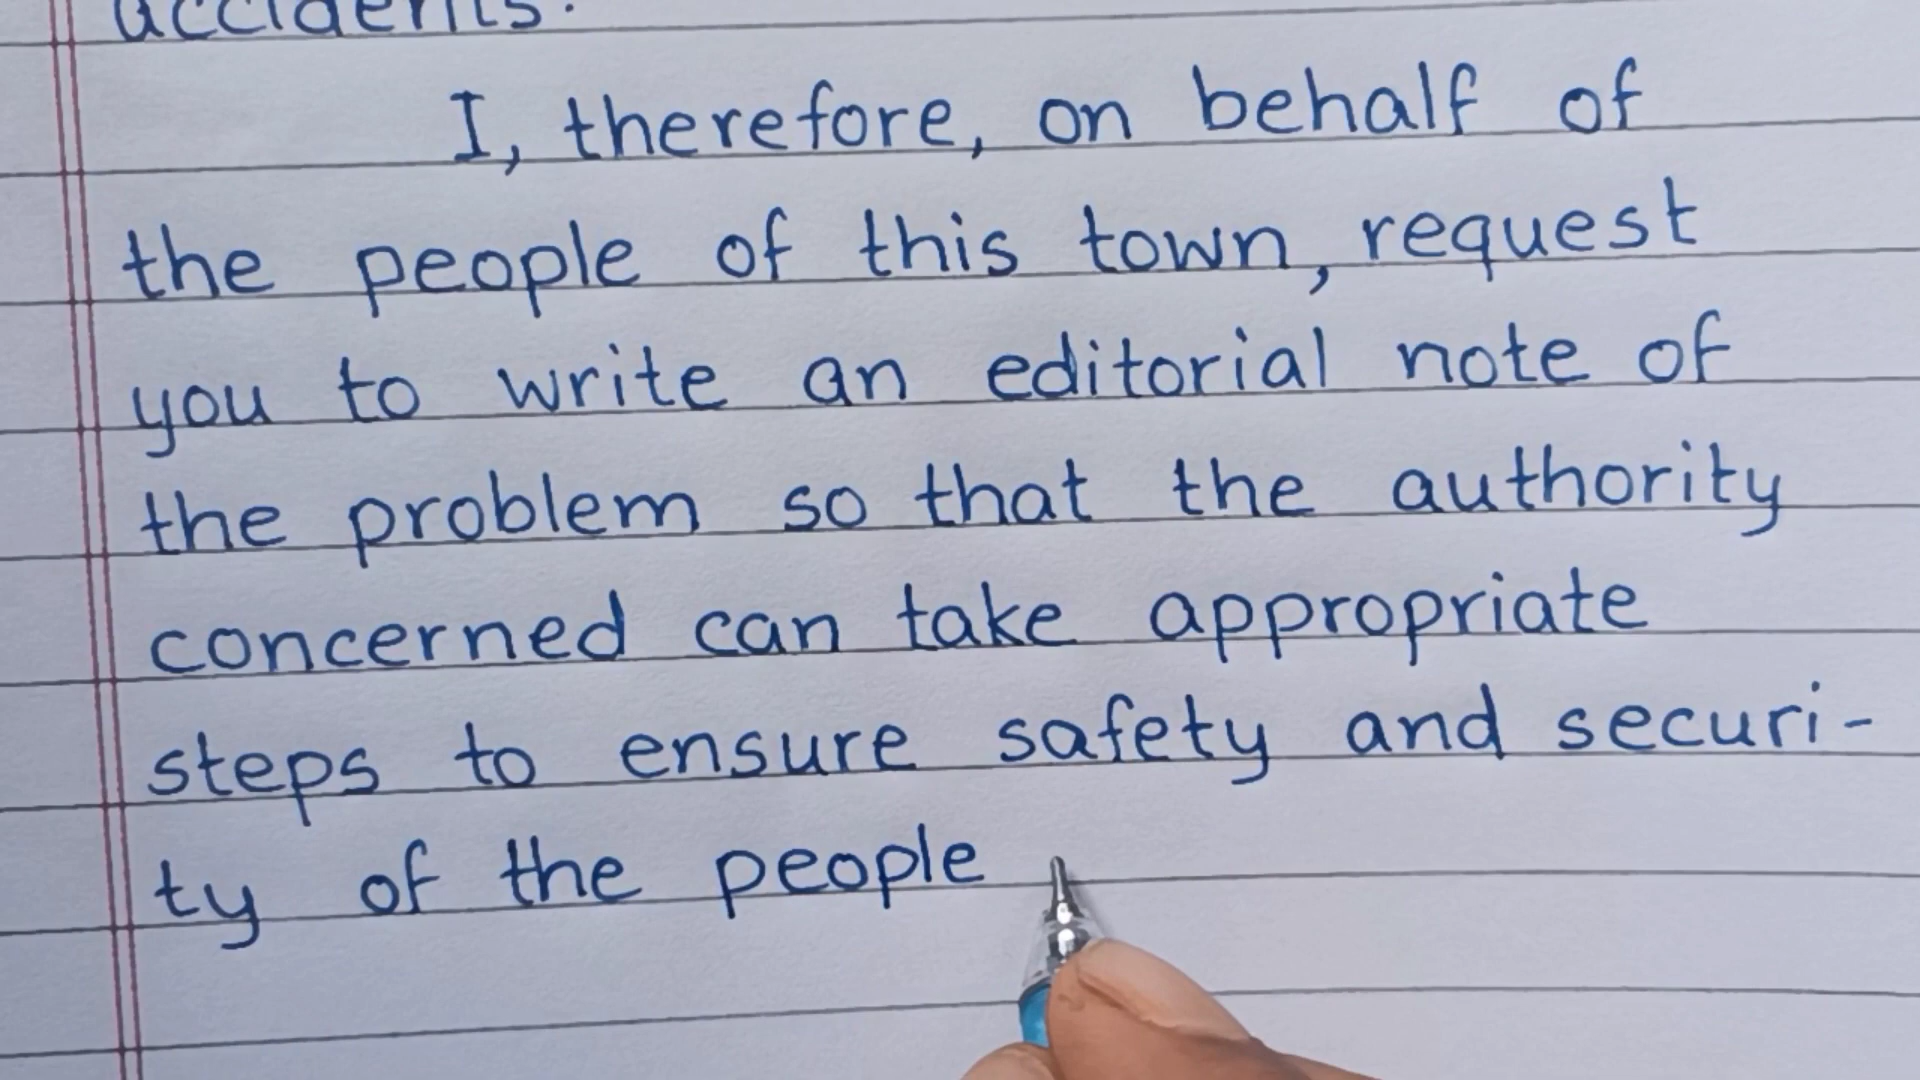 accidents.
I, therefore, on behalf of
the people of this town, request
you to write an editorial note of
the problem so that the authority
concerned can take appropriate
steps to ensure safety and securi-
ty of the people